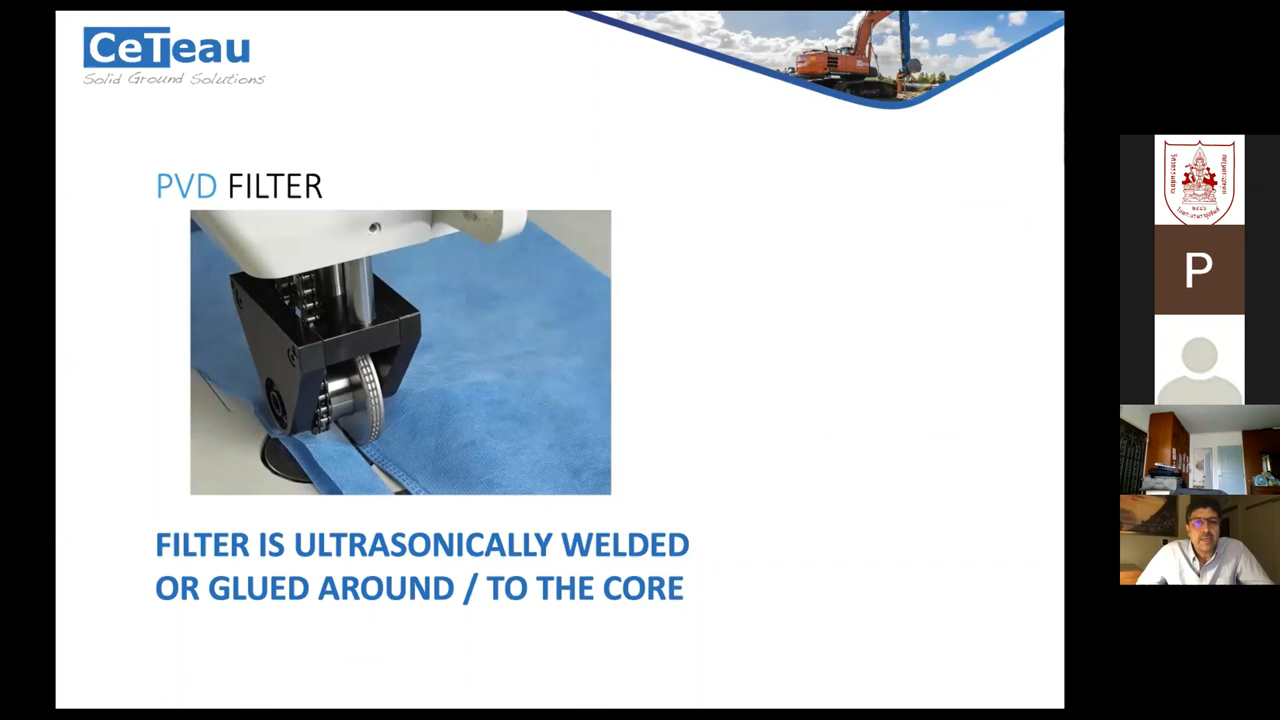 CeTeau
Solid Ground Solutions
PVD FILTER
FILTER IS ULTRASONICALLY WELDED
OR GLUED AROUND / TO THE CORE
P